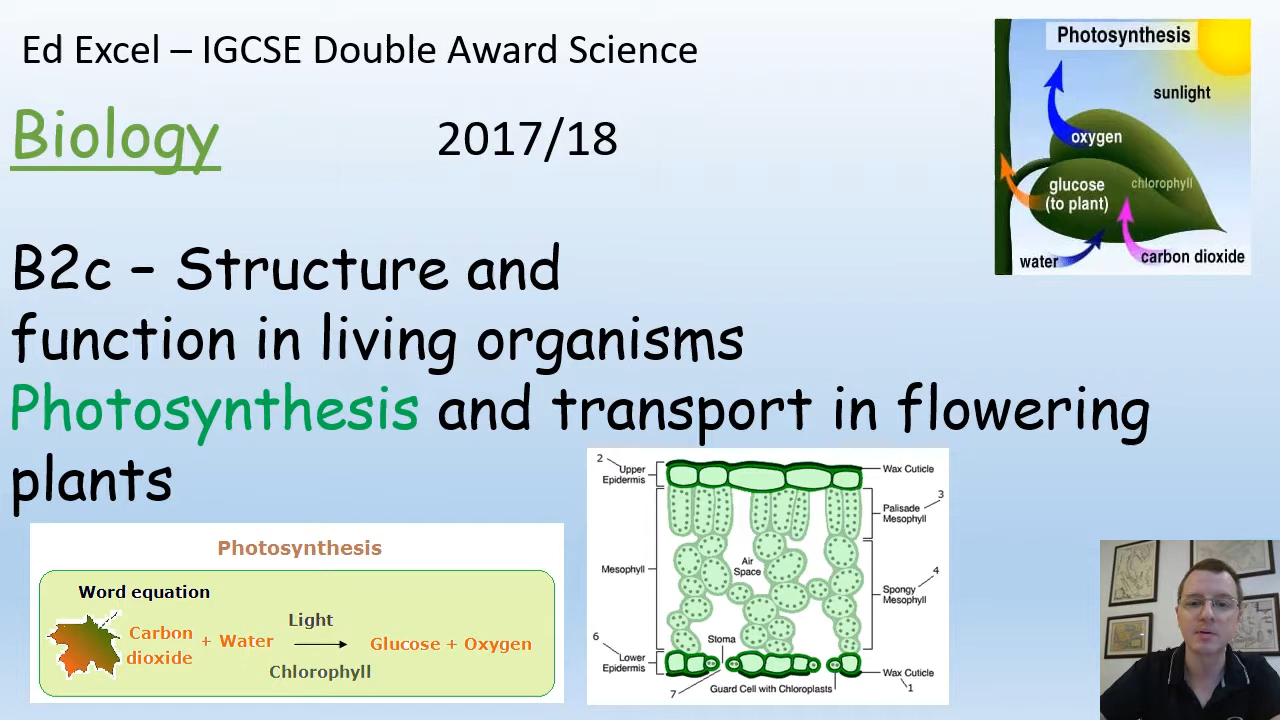 Ed Excel – IGCSE Double Award Science
Biology
2017/18
B2c – Structure and
function in living organisms
Photosynthesis and transport in flowering
plants
Photosynthesis
sunlight
oxygen
glucose
(to plant)
chlorophyll
water
carbon dioxide
Photosynthesis
Word equation
Carbon
dioxide
+ Water
Light
Chlorophyll
Glucose + Oxygen
2
Upper
Epidermis
Wax Cuticle
3
Palisade
Mesophyll
Mesophyll
Air
Space
4
Spongy
Mesophyll
6
Lower
Epidermis
Stoma
7
Guard Cell with Chloroplasts
Wax Cuticle
1